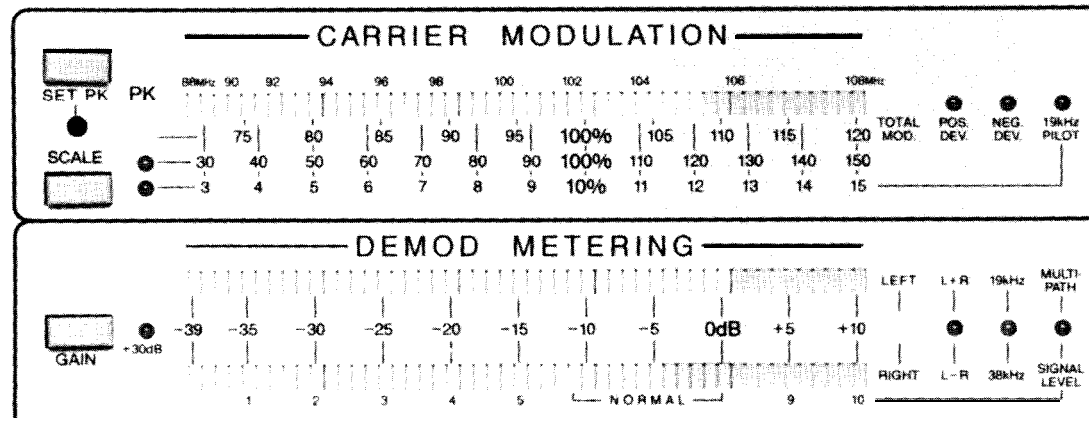 CARRIER MODULATION
SET PK PK 88MHz 90 92 94 96 98 100 102 104 106 108MHz
75 80 85 90 95 100% 105 110 115 120 TOTAL MOD. POS. DEV. NEG. DEV. 19kHz PILOT
SCALE 30 40 50 60 70 80 90 100% 110 120 130 140 150
3 4 5 6 7 8 9 10% 11 12 13 14 15
DEMOD METERING
LEFT L+R 19kHz MULTI-PATH
GAIN +30dB -39 -35 -30 -25 -20 -15 -10 -5 0dB +5 +10
RIGHT L-R 38kHz SIGNAL LEVEL
1 2 3 4 5 NORMAL 9 10